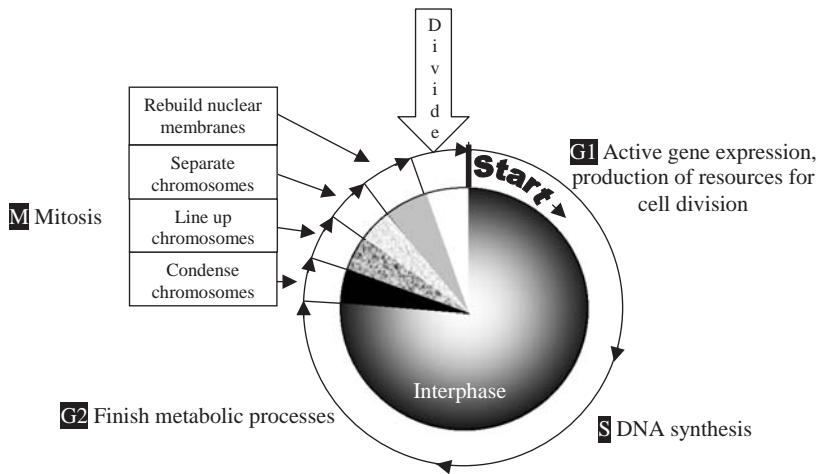 Divide
Rebuild nuclear
membranes
Separate
chromosomes
Line up
chromosomes
Condense
chromosomes
M Mitosis
Start
G1 Active gene expression,
production of resources for
cell division
Interphase
G2 Finish metabolic processes
S DNA synthesis